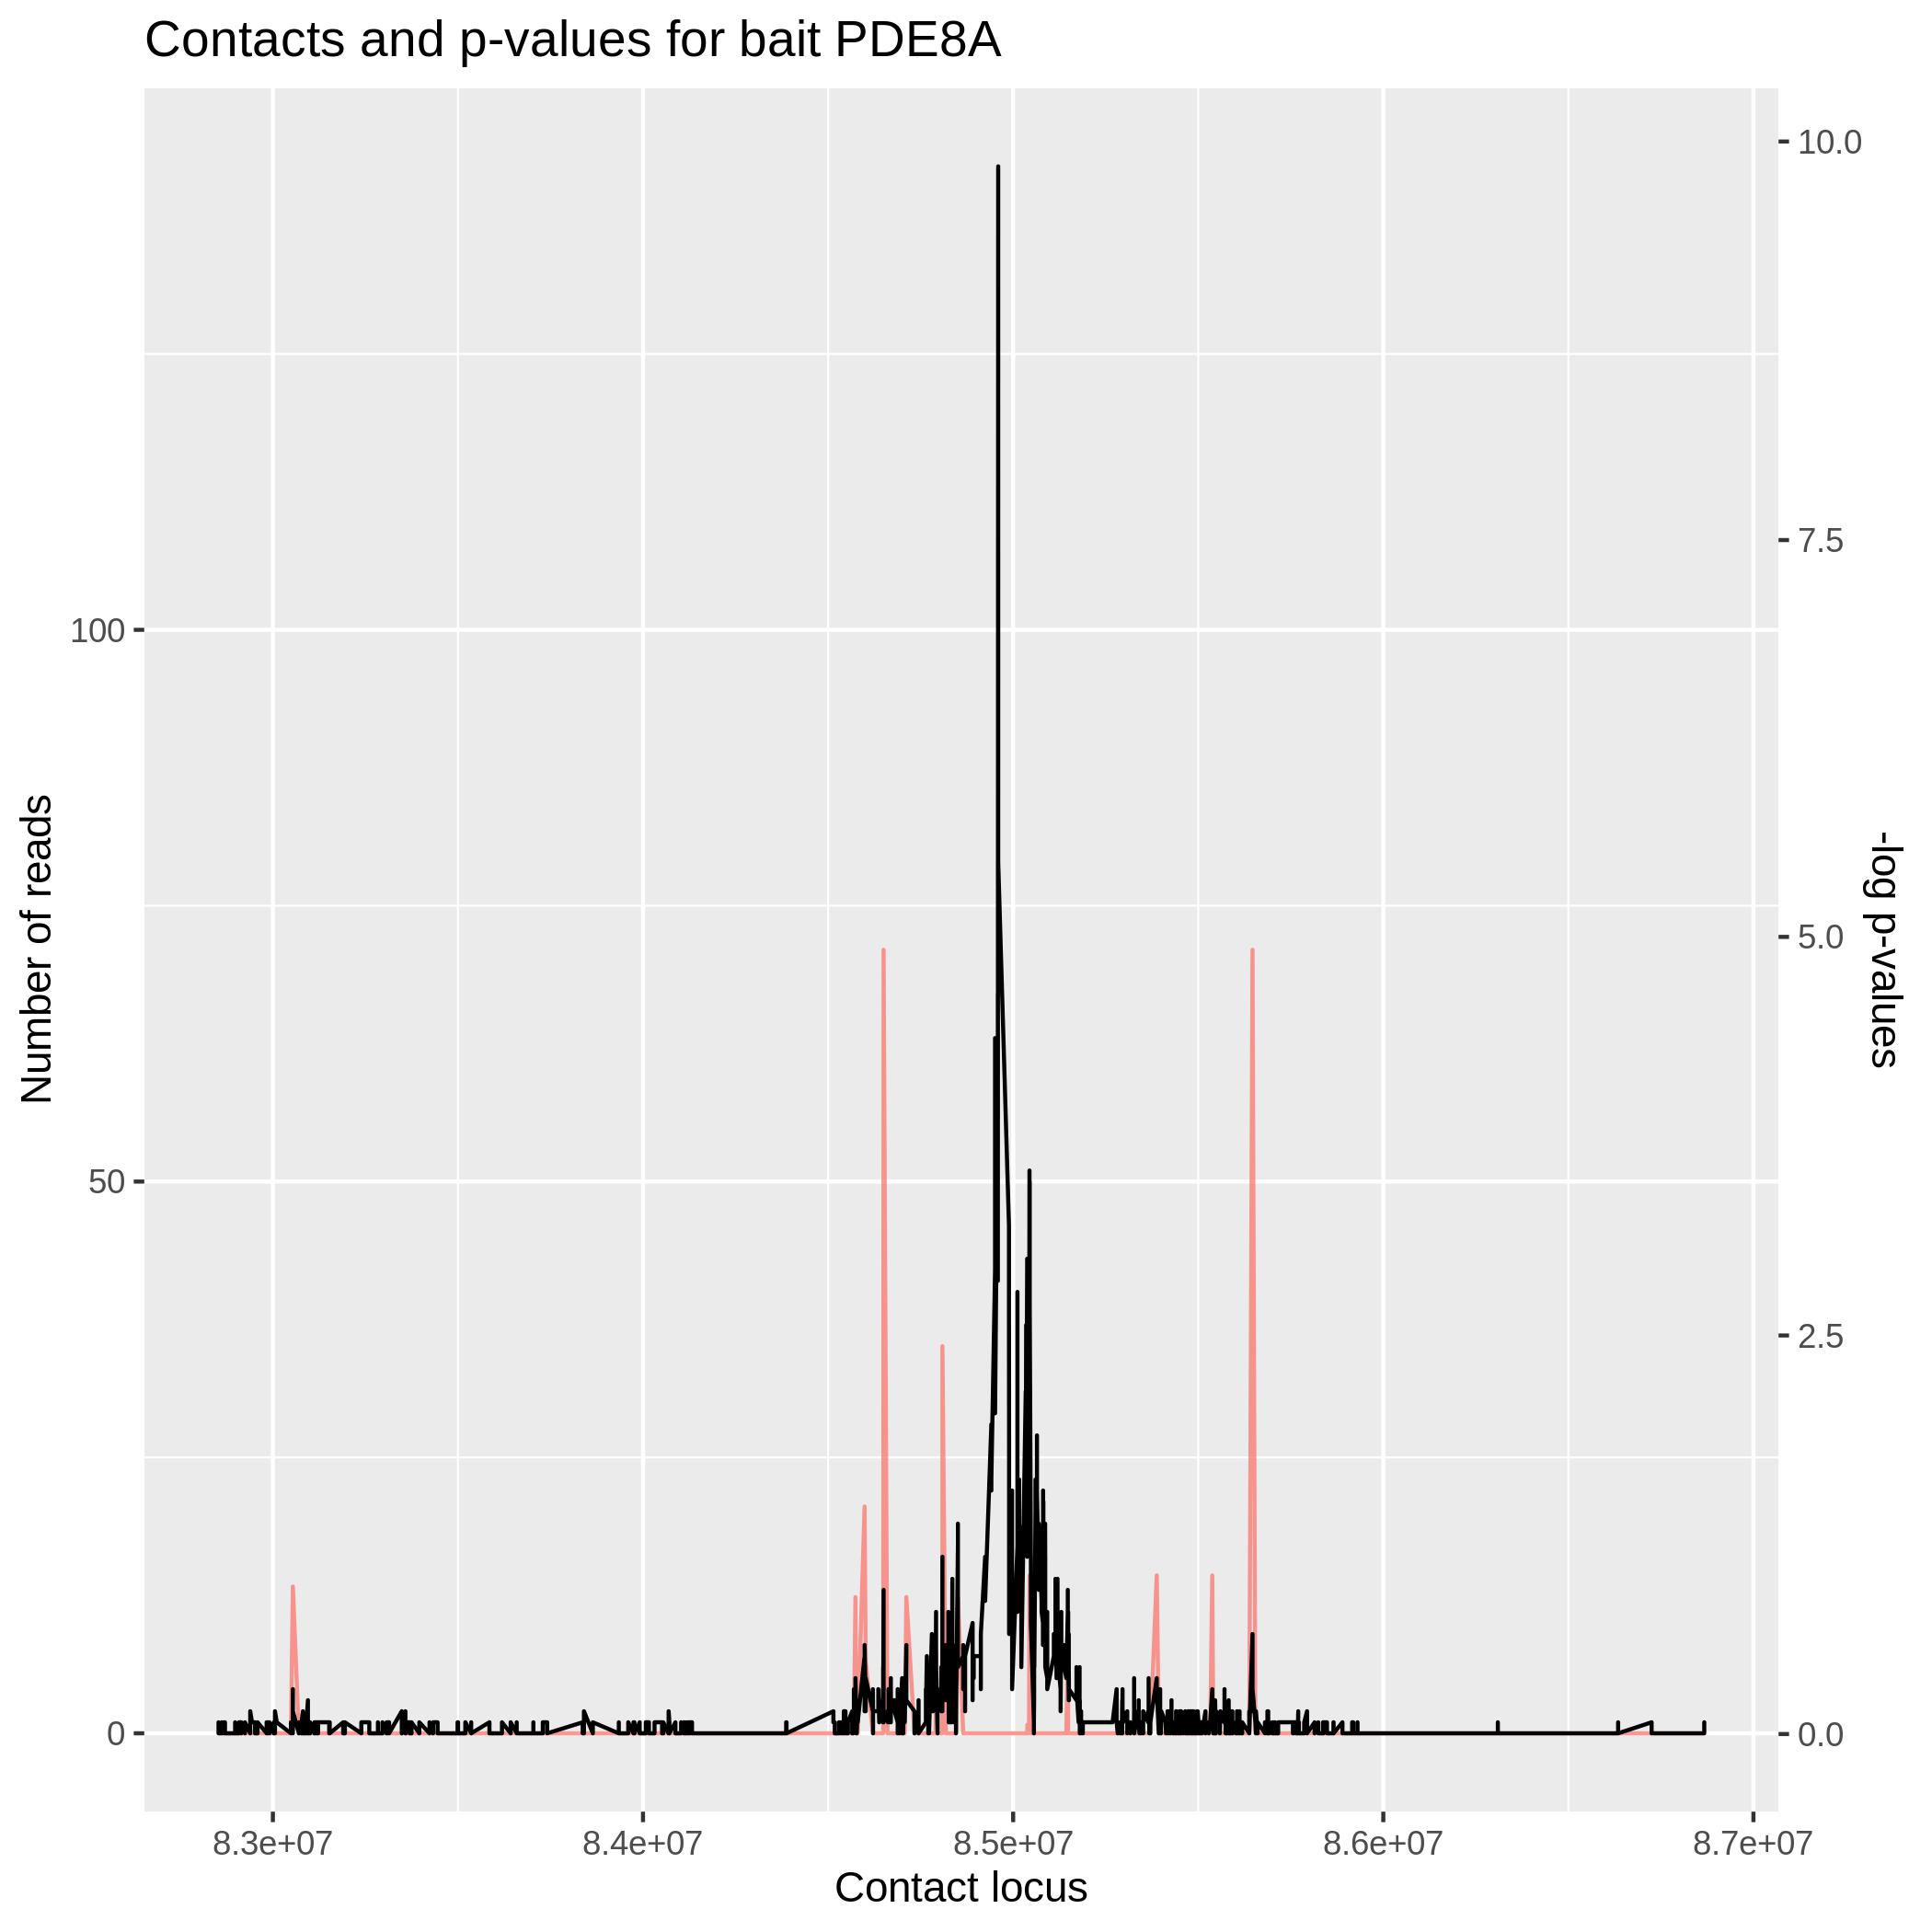 Contacts and p-values for bait PDE8A
Number of reads
100
50
0
10.0
7.5
5.0
2.5
0.0
-log p-values
8.3e+07
8.4e+07
8.5e+07
8.6e+07
8.7e+07
Contact locus